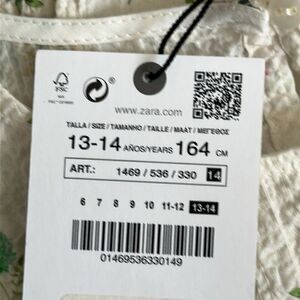 FSC
www.zara.com
TALLA / SIZE / TAMANHO / TAILLE / MAAT / ΜΕΓΕΘΟΣ
13-14 AÑOS/YEARS 164 CM
ART.: 1469 / 536 / 330 14
6 7 8 9 10 11-12 13-14
01469536330149